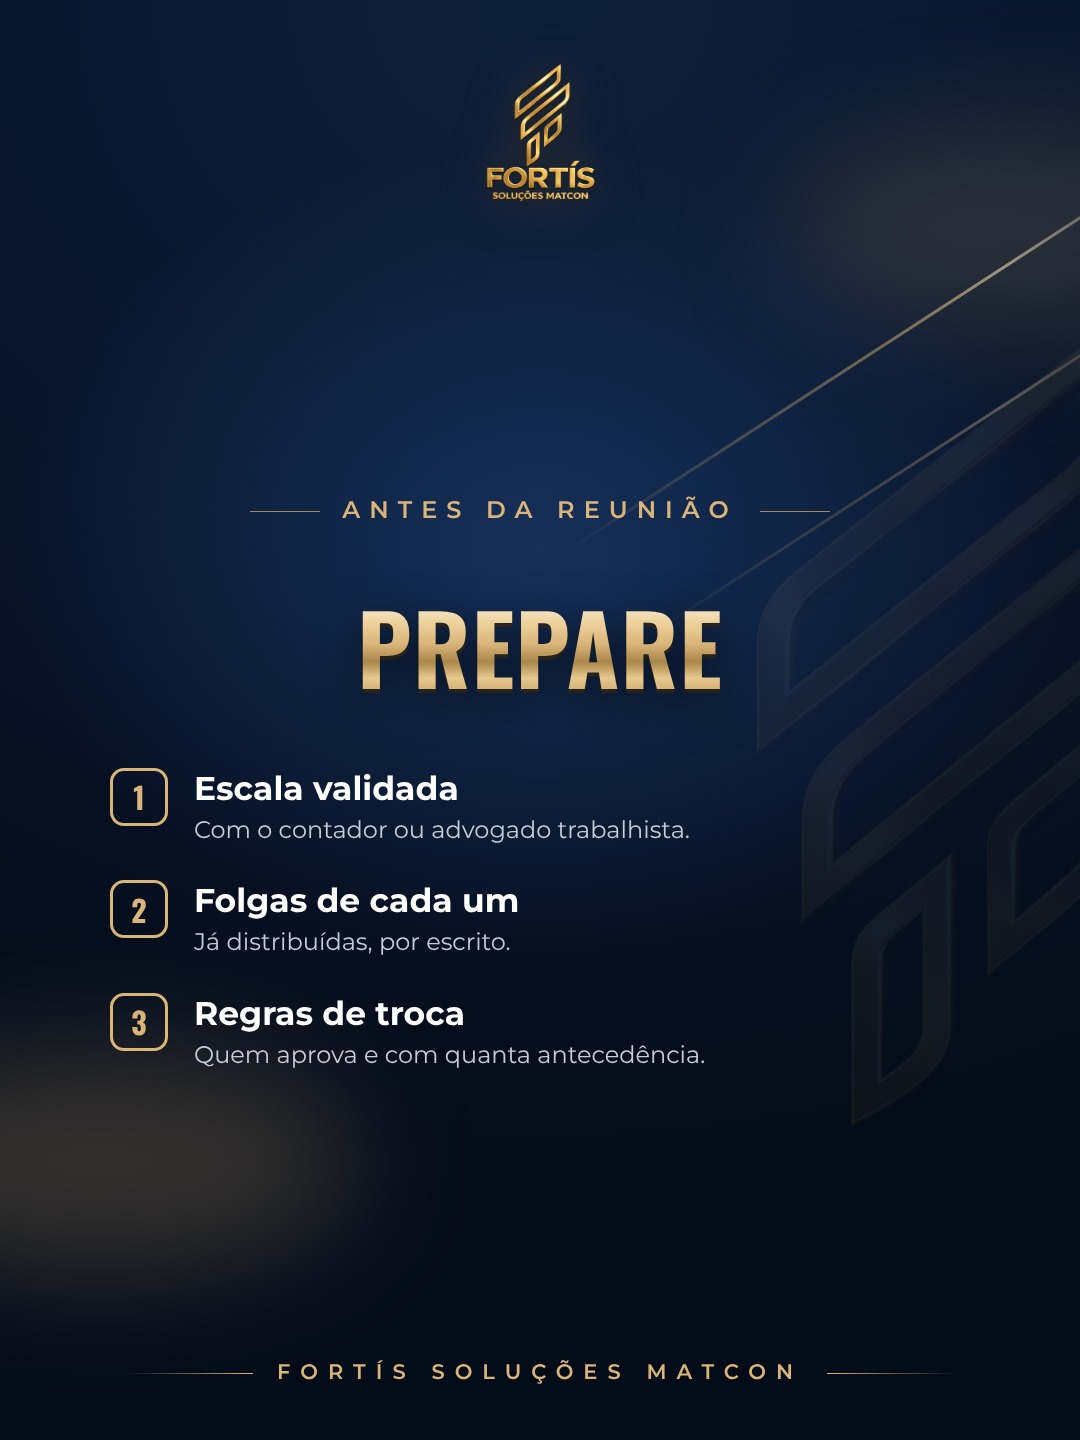 FORTÍS
SOLUÇÕES MATCON
ANTES DA REUNIÃO
PREPARE
1
Escala validada
Com o contador ou advogado trabalhista.
2
Folgas de cada um
Já distribuídas, por escrito.
3
Regras de troca
Quem aprova e com quanta antecedência.
FORTÍS SOLUÇÕES MATCON